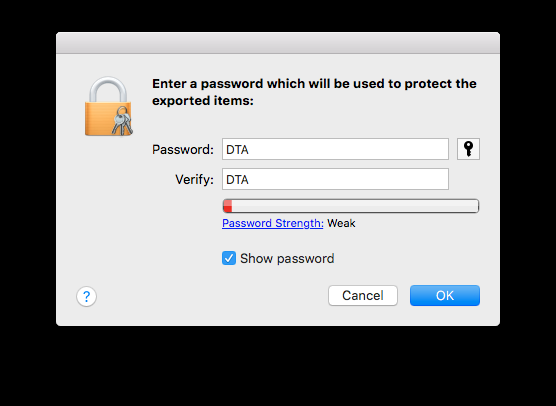 Enter a password which will be used to protect the
exported items:
Password: DTA
Verify: DTA
Password Strength: Weak
Show password
? Cancel OK